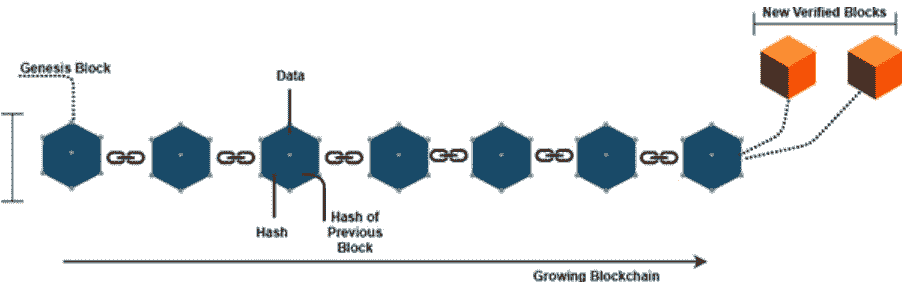 New Verified Blocks
Genesis Block
Data
Hash
Hash of
Previous
Block
Growing Blockchain